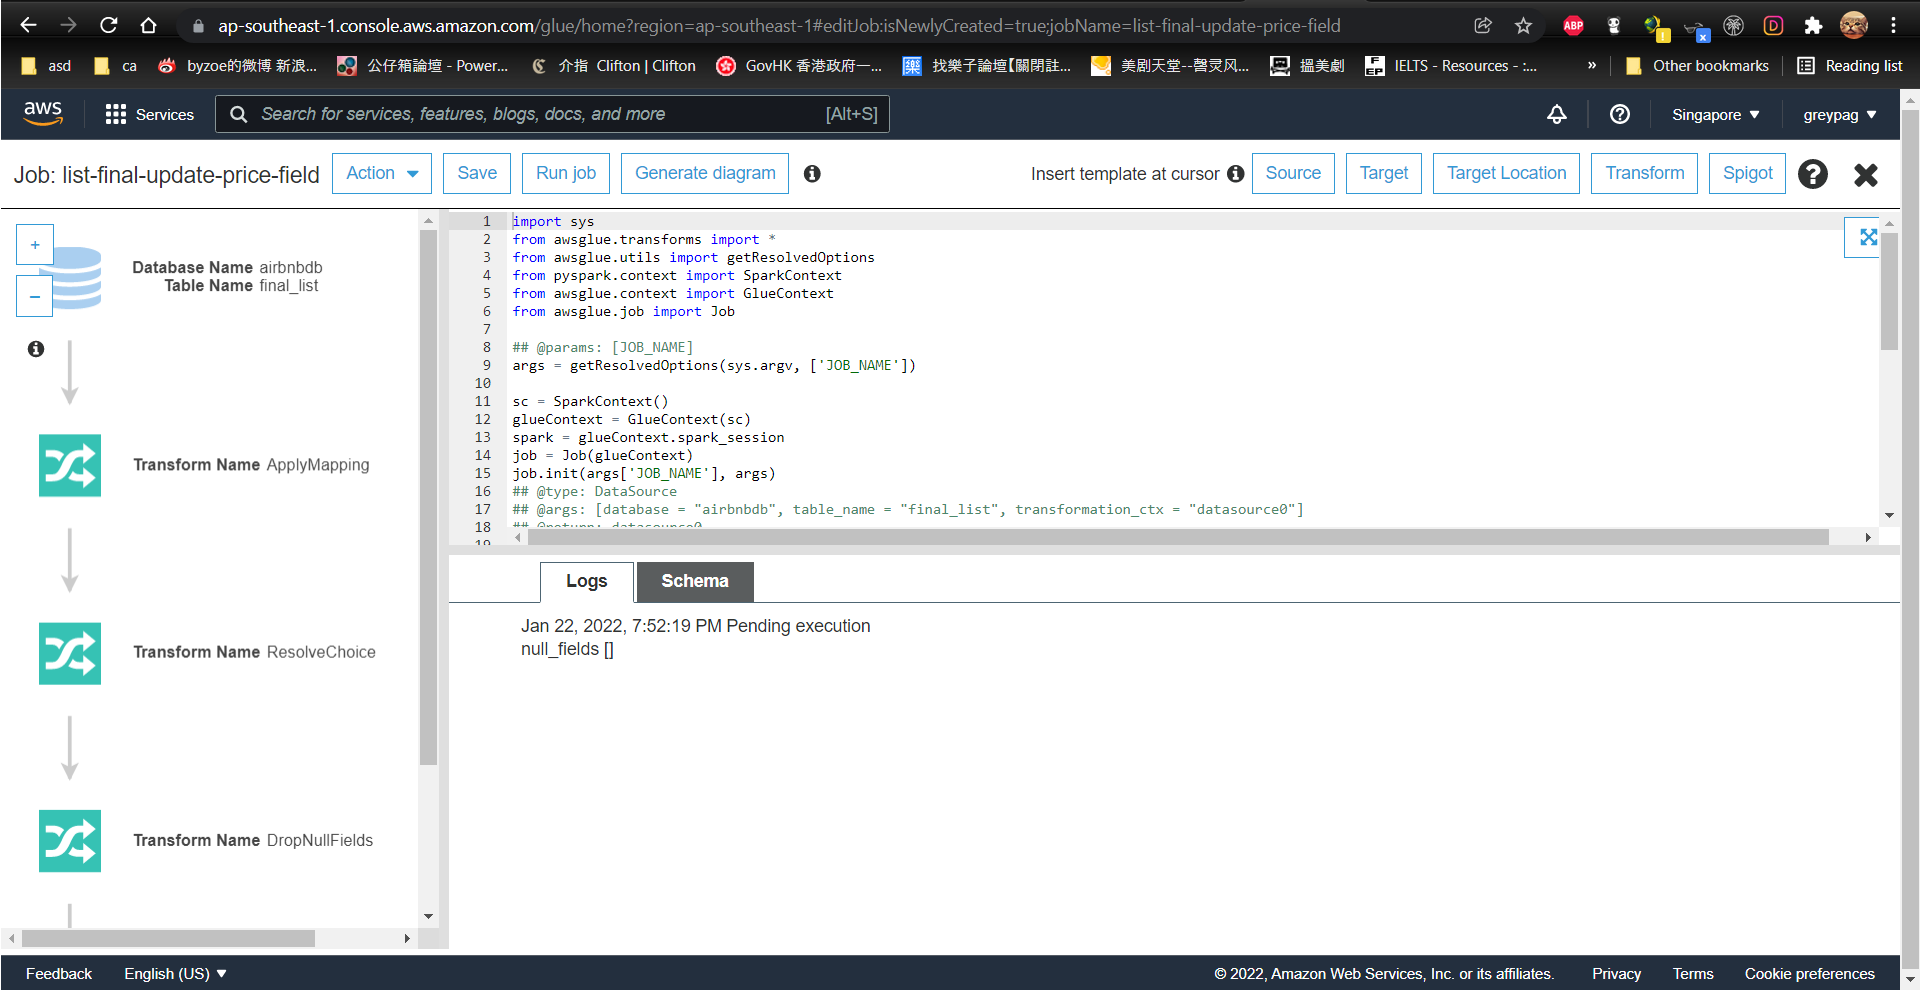 ap-southeast-1.console.aws.amazon.com/glue/home?region=ap-southeast-1#editJob:isNewlyCreated=true;jobName=list-final-update-price-field
ABP
asd
ca
byzoe的微博 新浪...
公仔箱論壇 - Power...
介指 Clifton | Clifton
GovHK 香港政府一...
樂
找樂子論壇【關閉註...
美剧天堂--罄灵风...
搵美劇
IELTS - Resources - :...
»
Other bookmarks
Reading list
aws
Services
Search for services, features, blogs, docs, and more
[Alt+S]
Singapore ▼
greypag ▼
Job: list-final-update-price-field
Action
Save
Run job
Generate diagram
Insert template at cursor
Source
Target
Target Location
Transform
Spigot
+
−
Database Name airbnbdb
Table Name final_list
Transform Name ApplyMapping
Transform Name ResolveChoice
Transform Name DropNullFields
1 import sys
2 from awsglue.transforms import *
3 from awsglue.utils import getResolvedOptions
4 from pyspark.context import SparkContext
5 from awsglue.context import GlueContext
6 from awsglue.job import Job
7
8 ## @params: [JOB_NAME]
9 args = getResolvedOptions(sys.argv, ['JOB_NAME'])
10
11 sc = SparkContext()
12 glueContext = GlueContext(sc)
13 spark = glueContext.spark_session
14 job = Job(glueContext)
15 job.init(args['JOB_NAME'], args)
16 ## @type: DataSource
17 ## @args: [database = "airbnbdb", table_name = "final_list", transformation_ctx = "datasource0"]
18 ## @return: datasource0
19
Logs
Schema
Jan 22, 2022, 7:52:19 PM Pending execution
null_fields []
Feedback
English (US) ▼
© 2022, Amazon Web Services, Inc. or its affiliates.
Privacy
Terms
Cookie preferences